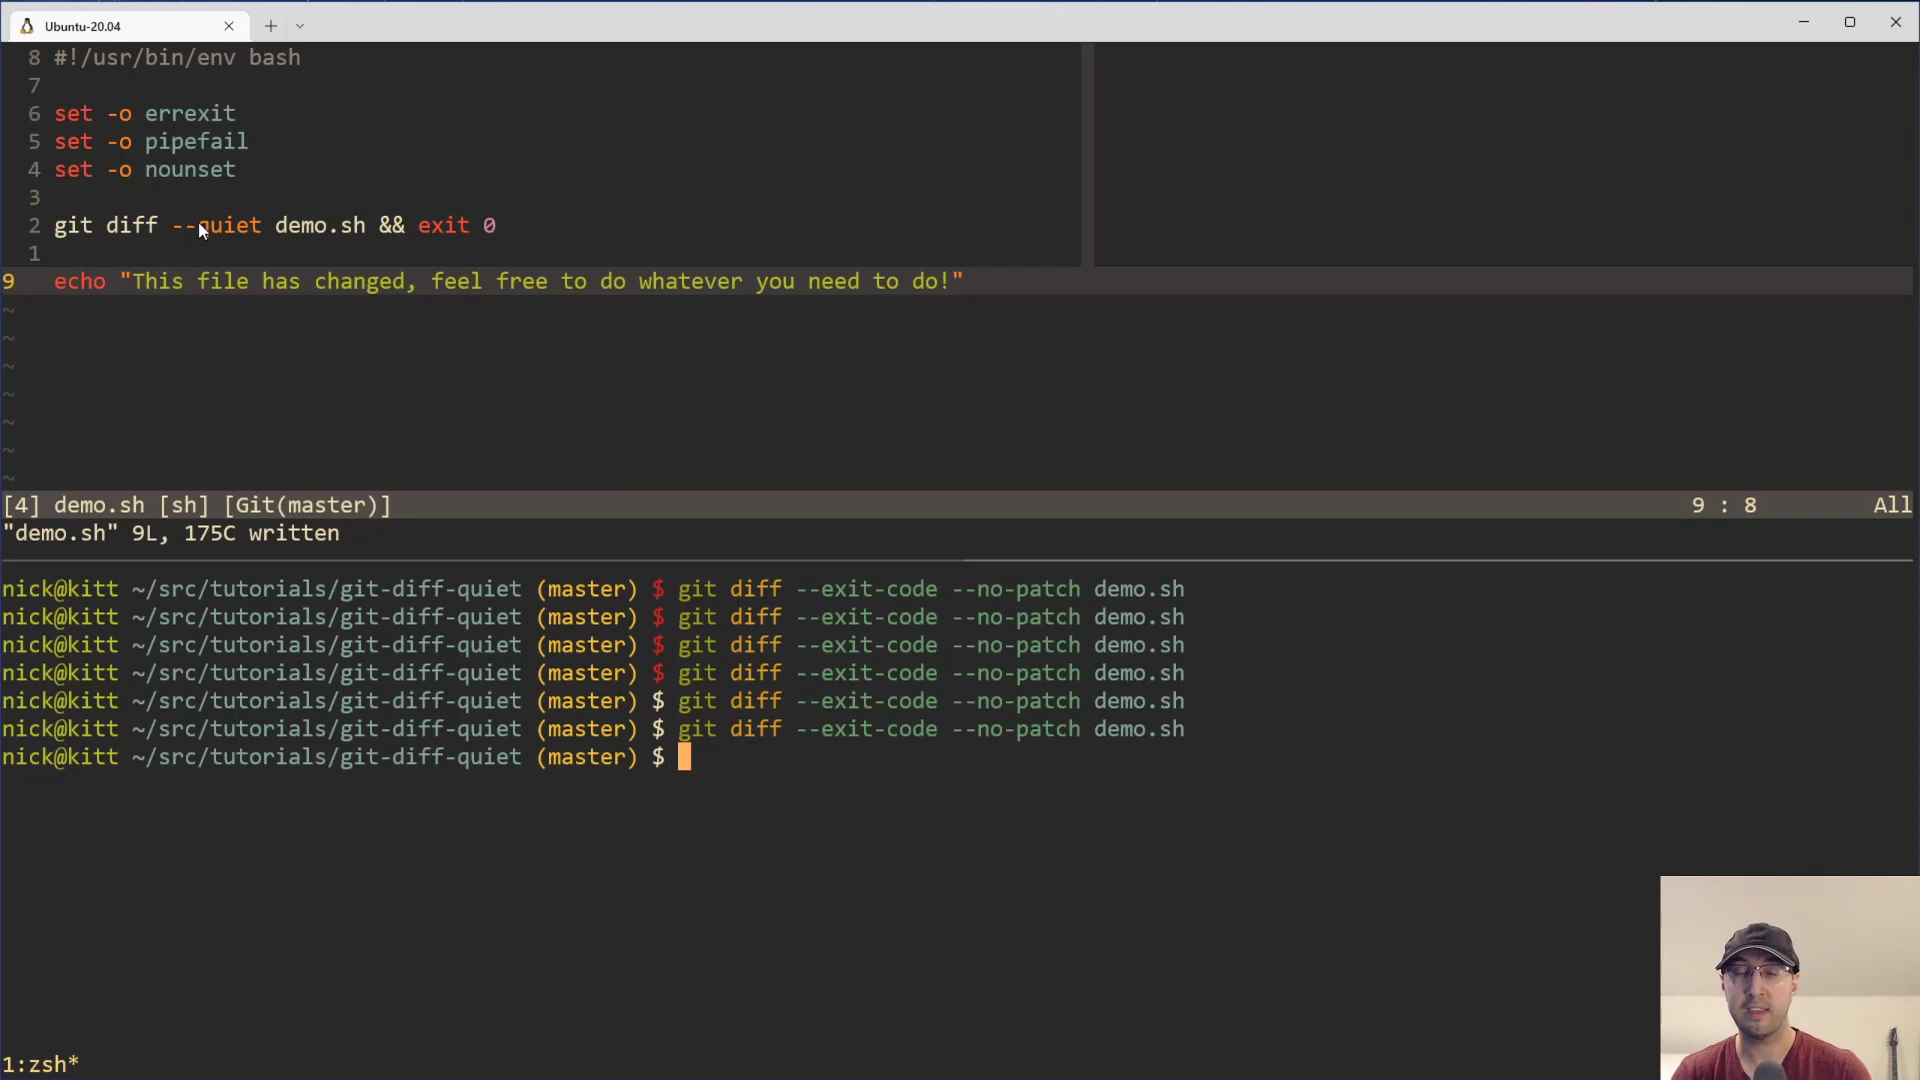 Ubuntu-20.04
8 #!/usr/bin/env bash
7
6 set -o errexit
5 set -o pipefail
4 set -o nounset
3
2 git diff --quiet demo.sh && exit 0
1
9 echo "This file has changed, feel free to do whatever you need to do!"
~
~
~
~
~
~
~
[4] demo.sh [sh] [Git(master)] 9 : 8 All
"demo.sh" 9L, 175C written
nick@kitt ~/src/tutorials/git-diff-quiet (master) $ git diff --exit-code --no-patch demo.sh
nick@kitt ~/src/tutorials/git-diff-quiet (master) $ git diff --exit-code --no-patch demo.sh
nick@kitt ~/src/tutorials/git-diff-quiet (master) $ git diff --exit-code --no-patch demo.sh
nick@kitt ~/src/tutorials/git-diff-quiet (master) $ git diff --exit-code --no-patch demo.sh
nick@kitt ~/src/tutorials/git-diff-quiet (master) $ git diff --exit-code --no-patch demo.sh
nick@kitt ~/src/tutorials/git-diff-quiet (master) $ git diff --exit-code --no-patch demo.sh
nick@kitt ~/src/tutorials/git-diff-quiet (master) $
1:zsh*